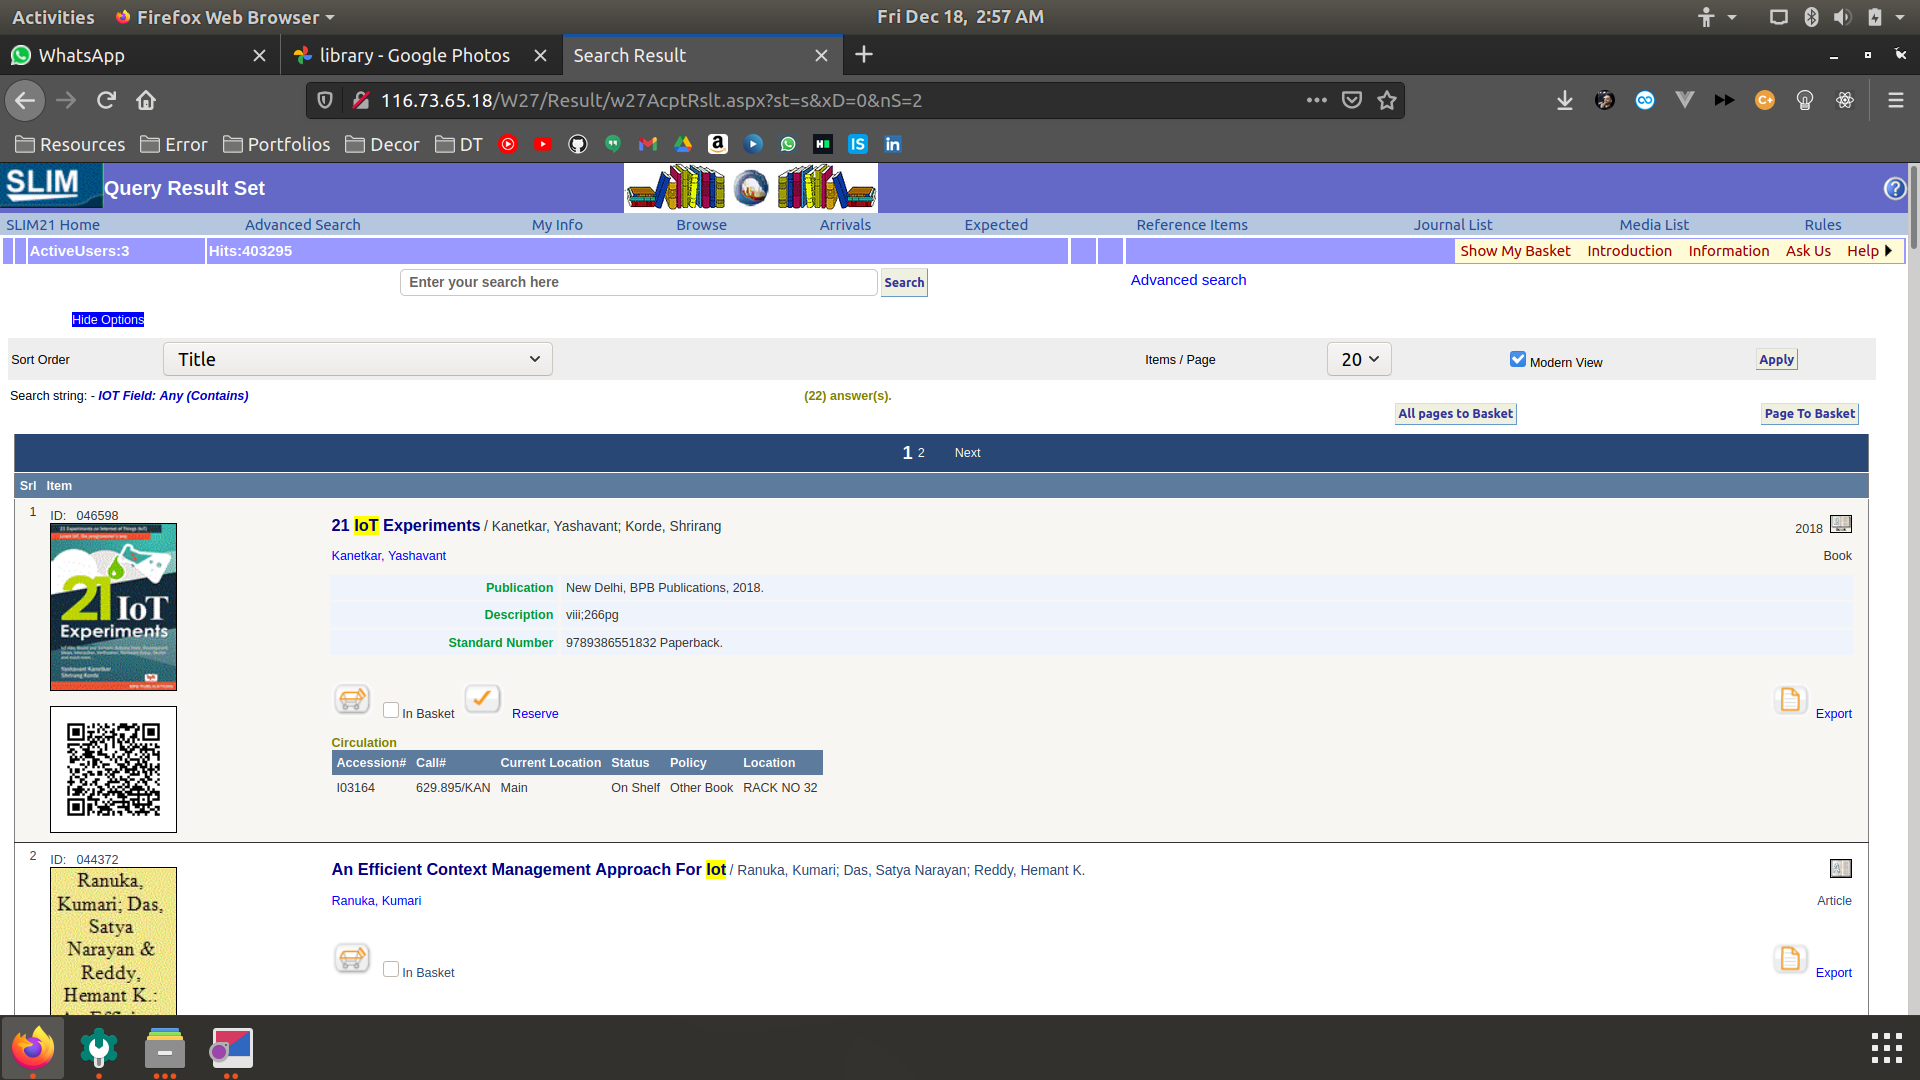 Activities Firefox Web Browser Fri Dec 18, 2:57 AM
WhatsApp library - Google Photos Search Result
116.73.65.18/W27/Result/w27AcptRslt.aspx?st=s&xD=0&nS=2
Resources Error Portfolios Decor DT
SLIM Query Result Set
SLIM21 Home Advanced Search My Info Browse Arrivals Expected Reference Items Journal List Media List Rules
ActiveUsers:3 Hits:403295 Show My Basket Introduction Information Ask Us Help
Enter your search here Search Advanced search
Hide Options
Sort Order Title Items / Page 20 Modern View Apply
Search string: - IOT Field: Any (Contains) (22) answer(s).
All pages to Basket Page To Basket
1 2 Next
Srl Item
1 ID: 046598
21 IoT Experiments / Kanetkar, Yashavant; Korde, Shrirang 2018
Kanetkar, Yashavant Book
Publication New Delhi, BPB Publications, 2018.
Description viii;266pg
Standard Number 9789386551832 Paperback.
21 IoT
Experiments
Yashavant Kanetkar
Shrirang Korde
In Basket Reserve Export
Circulation
Accession# Call# Current Location Status Policy Location
I03164 629.895/KAN Main On Shelf Other Book RACK NO 32
2 ID: 044372
An Efficient Context Management Approach For Iot / Ranuka, Kumari; Das, Satya Narayan; Reddy, Hemant K.
Ranuka, Kumari Article
Ranuka,
Kumari; Das,
Satya
Narayan &
Reddy,
Hemant K.:
In Basket Export